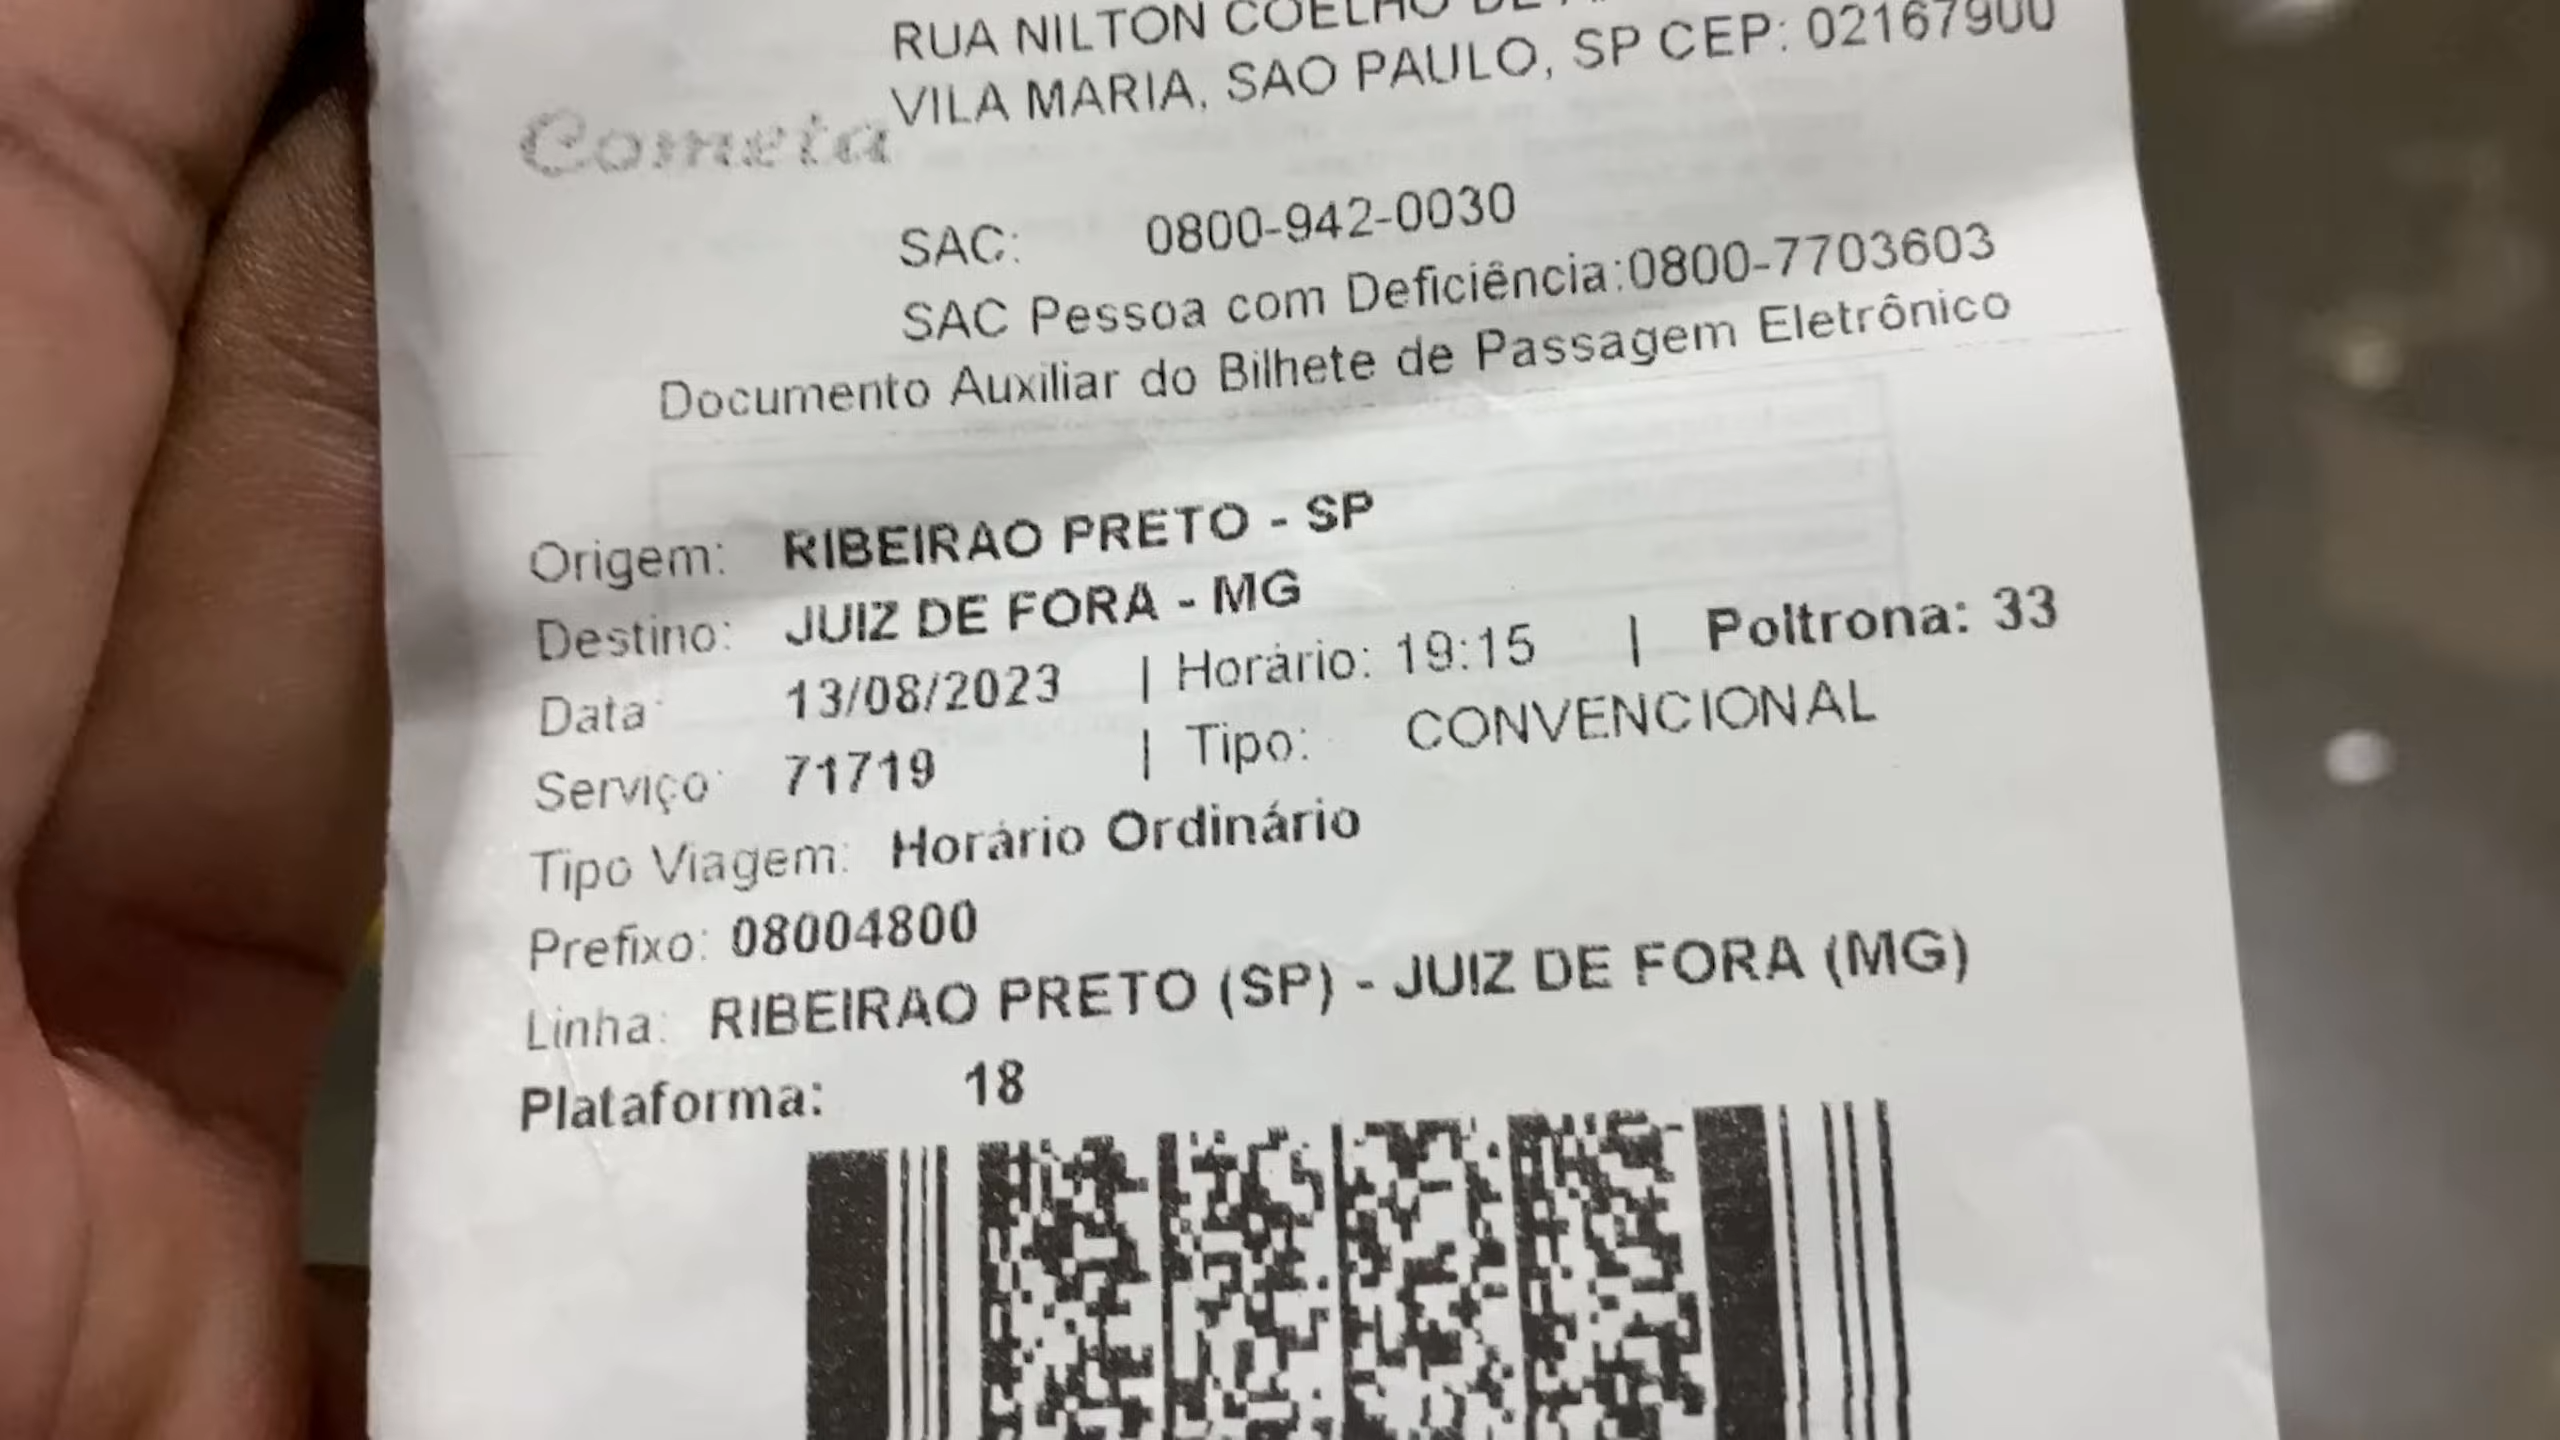 RUA NILTON COELHO DE
VILA MARIA, SAO PAULO, SP CEP: 02167900
Cometa
SAC: 0800-942-0030
SAC Pessoa com Deficiência:0800-7703603
Documento Auxiliar do Bilhete de Passagem Eletrônico
Origem: RIBEIRAO PRETO - SP
Destino: JUIZ DE FORA - MG
Data: 13/08/2023 | Horário: 19:15 | Poltrona: 33
Serviço: 71719 | Tipo: CONVENCIONAL
Tipo Viagem: Horário Ordinário
Prefixo: 08004800
Linha: RIBEIRAO PRETO (SP) - JUIZ DE FORA (MG)
Plataforma: 18